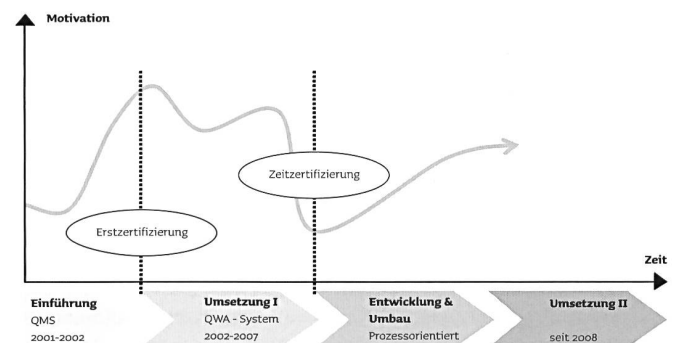 Motivation
Zeitzertifizierung
Erstzertifizierung
Zeit
Einführung
QMS
2001-2002
Umsetzung I
QWA - System
2002-2007
Entwicklung &
Umbau
Prozessorientiert
Umsetzung II
seit 2008